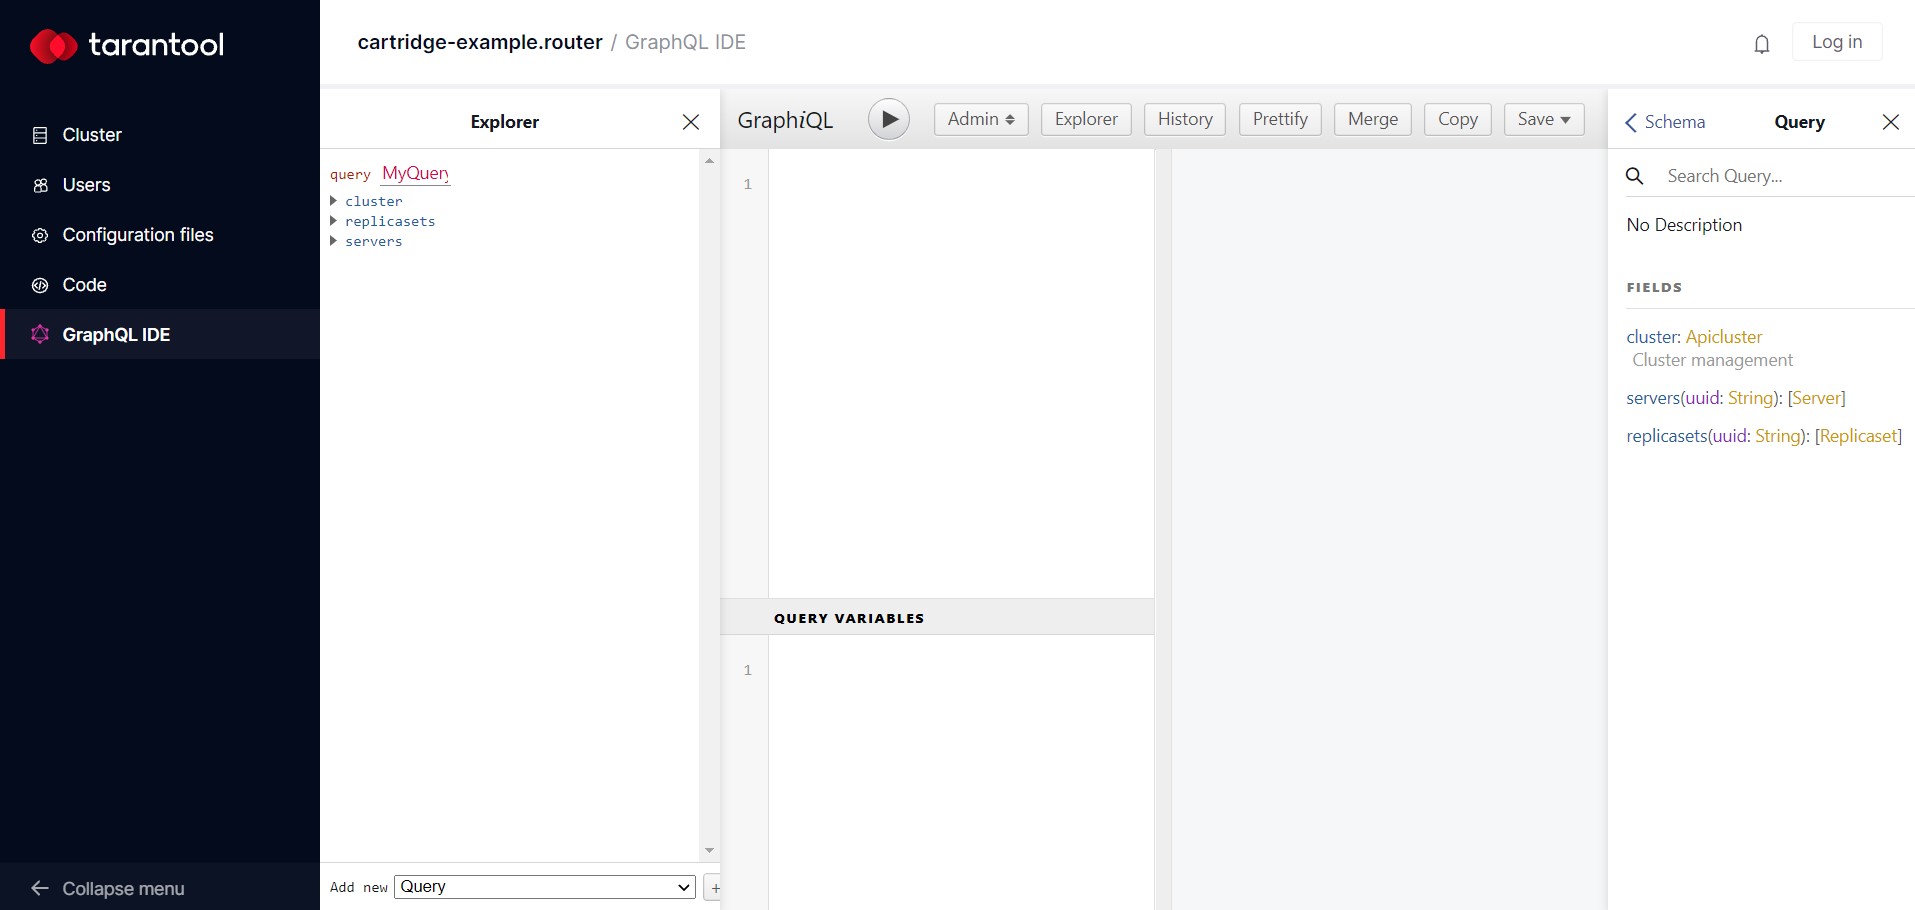 tarantool
Cluster
Users
Configuration files
Code
GraphQL IDE
Collapse menu
cartridge-example.router / GraphQL IDE
Log in
Explorer
query MyQuery
cluster
replicasets
servers
Add new Query +
GraphiQL
Admin Explorer History Prettify Merge Copy Save
1
QUERY VARIABLES
1
Schema Query
Search Query...
No Description
FIELDS
cluster: Apicluster
Cluster management
servers(uuid: String): [Server]
replicasets(uuid: String): [Replicaset]